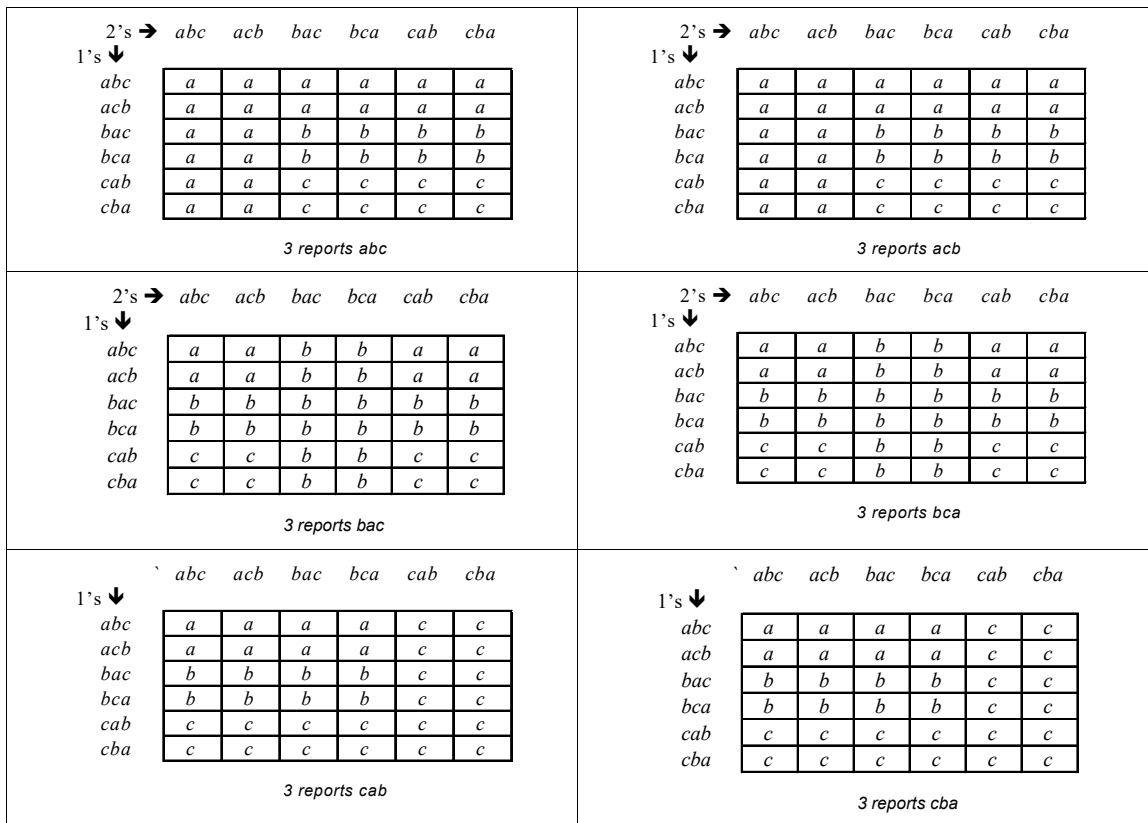 2's → abc acb bac bca cab cba
1's ↓
abc a a a a a a
acb a a a a a a
bac a a b b b b
bca a a b b b b
cab a a c c c c
cba a a c c c c
3 reports abc
2's → abc acb bac bca cab cba
1's ↓
abc a a a a a a
acb a a a a a a
bac a a b b b b
bca a a b b b b
cab a a c c c c
cba a a c c c c
3 reports acb
2's → abc acb bac bca cab cba
1's ↓
abc a a b b a a
acb a a b b a a
bac b b b b b b
bca b b b b b b
cab c c b b c c
cba c c b b c c
3 reports bac
2's → abc acb bac bca cab cba
1's ↓
abc a a b b a a
acb a a b b a a
bac b b b b b b
bca b b b b b b
cab c c b b c c
cba c c b b c c
3 reports bca
` abc acb bac bca cab cba
1's ↓
abc a a a a c c
acb a a a a c c
bac b b b b c c
bca b b b b c c
cab c c c c c c
cba c c c c c c
3 reports cab
` abc acb bac bca cab cba
1's ↓
abc a a a a c c
acb a a a a c c
bac b b b b c c
bca b b b b c c
cab c c c c c c
cba c c c c c c
3 reports cba